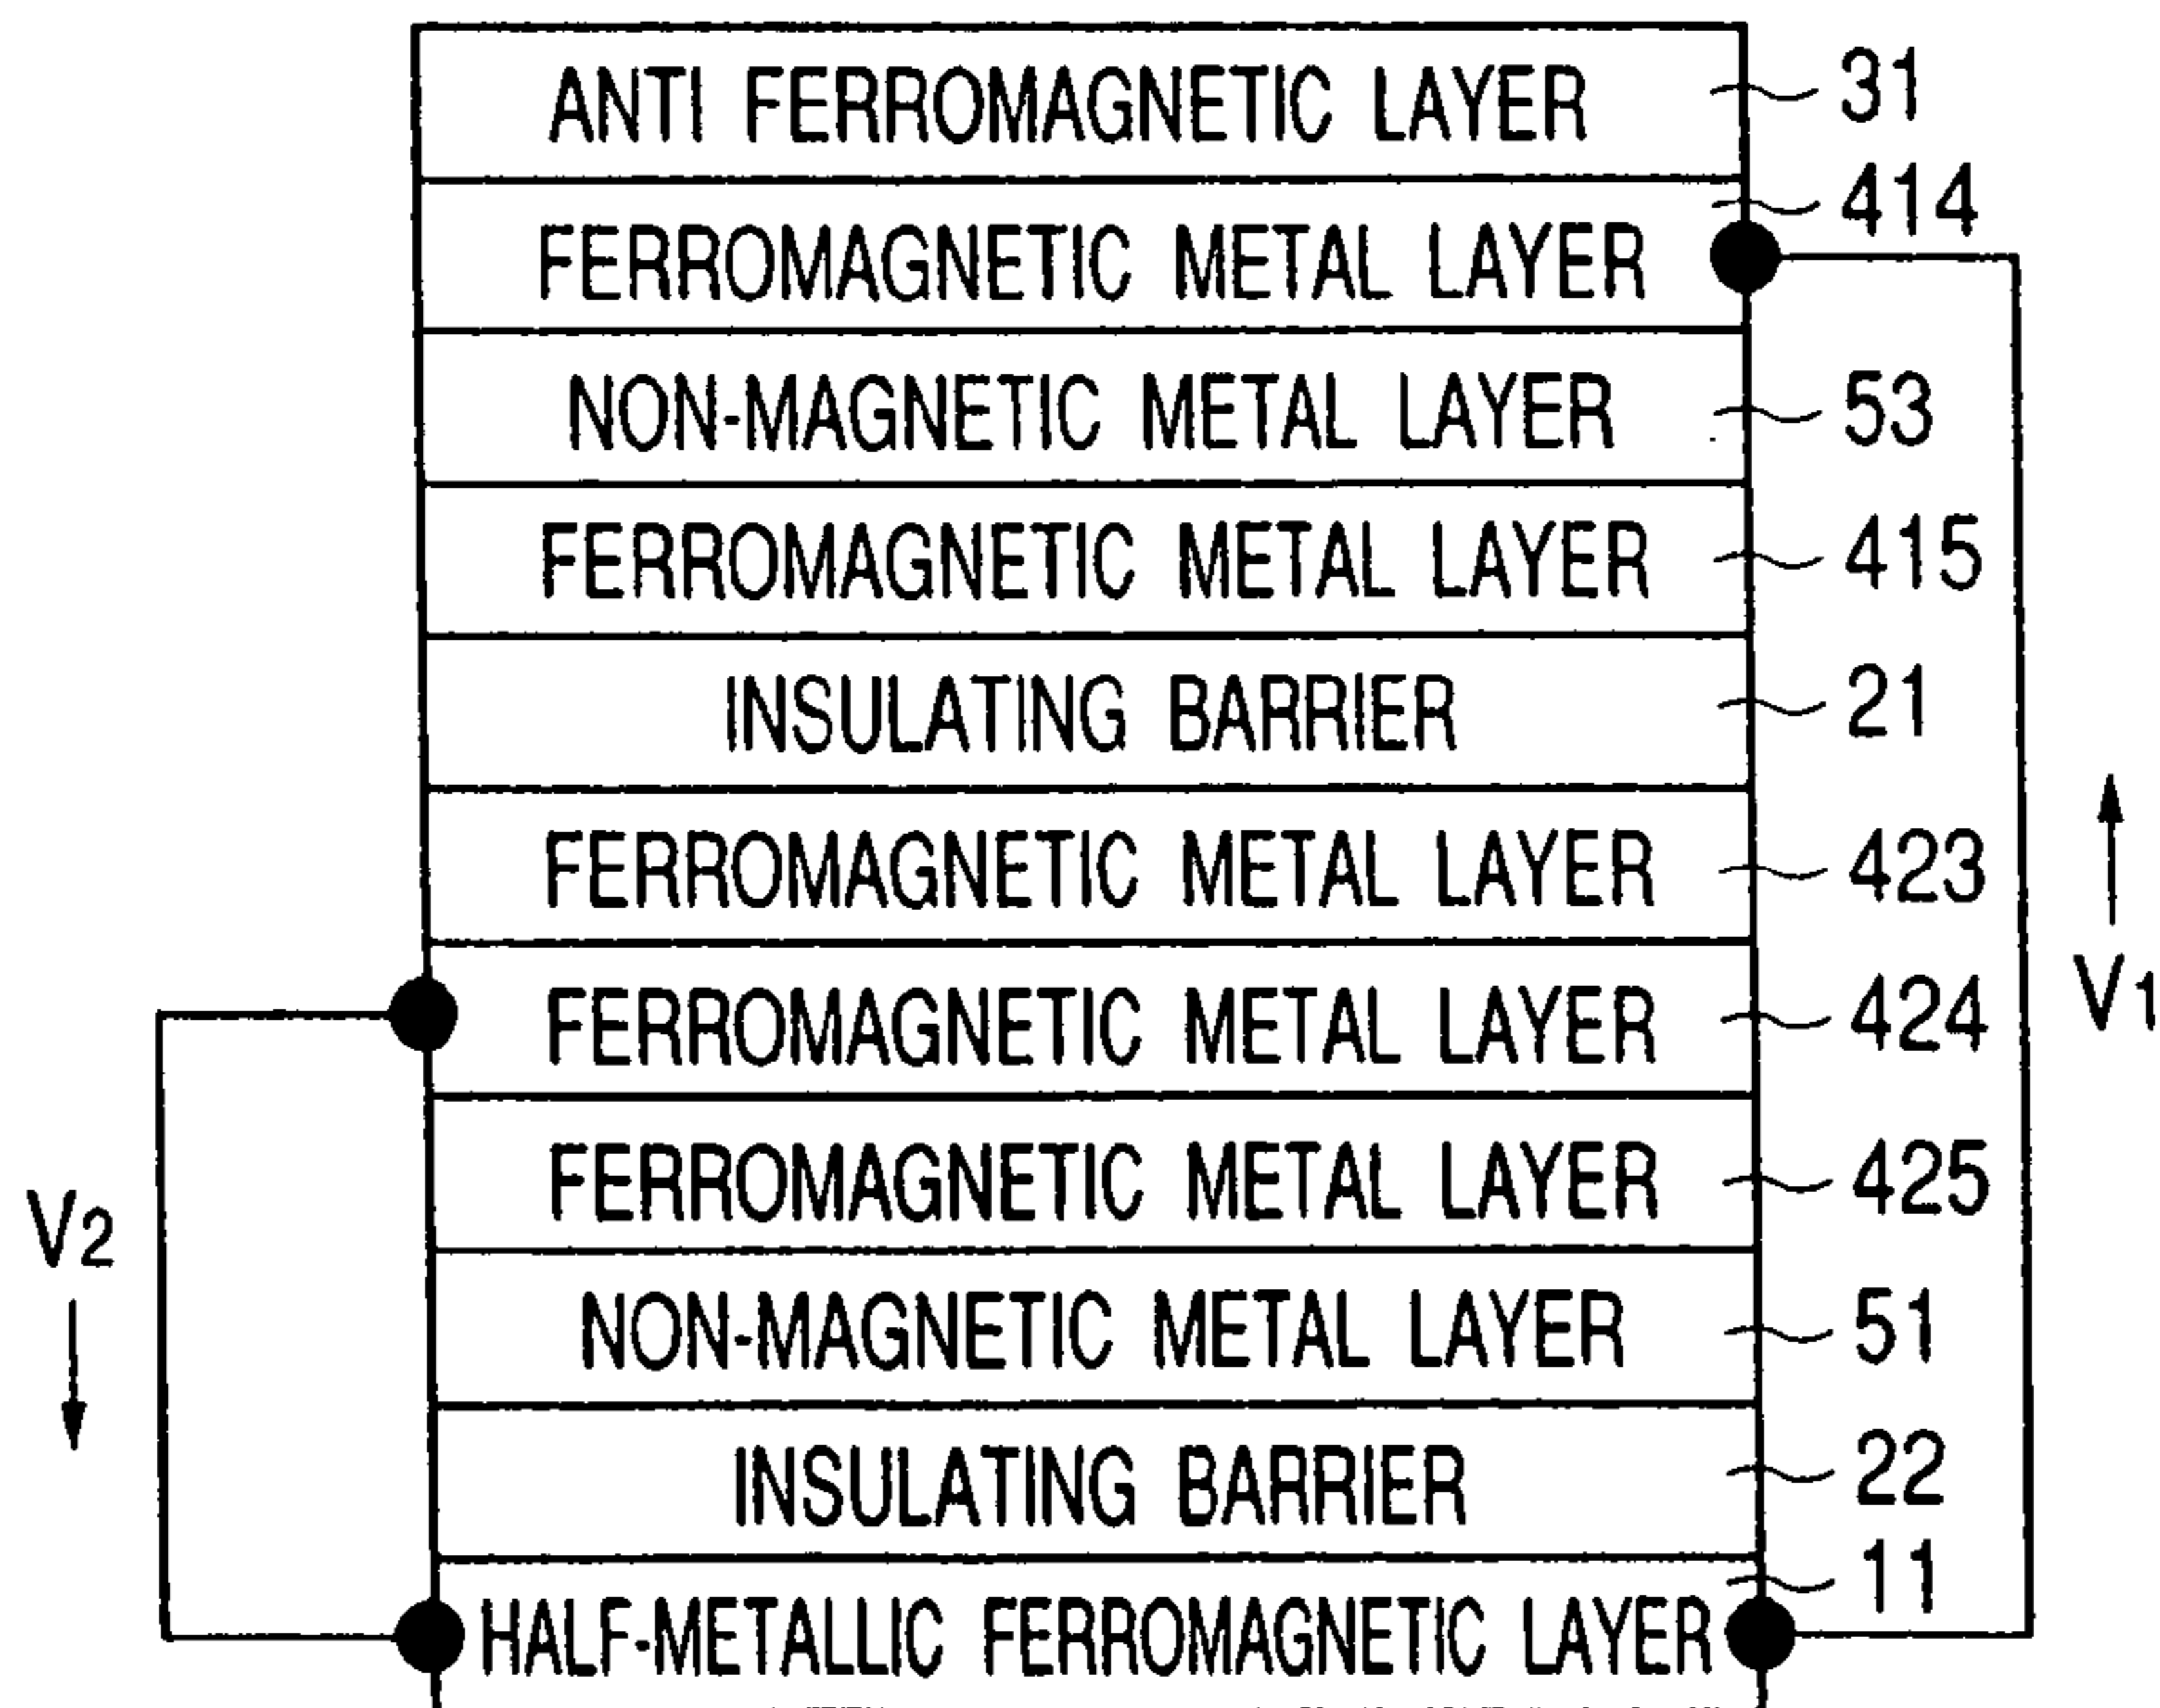 ANTI FERROMAGNETIC LAYER 31
414
FERROMAGNETIC METAL LAYER
NON-MAGNETIC METAL LAYER 53
FERROMAGNETIC METAL LAYER 415
INSULATING BARRIER 21
FERROMAGNETIC METAL LAYER 423
FERROMAGNETIC METAL LAYER 424
V1
FERROMAGNETIC METAL LAYER 425
V2
NON-MAGNETIC METAL LAYER 51
INSULATING BARRIER 22
11
HALF-METALLIC FERROMAGNETIC LAYER